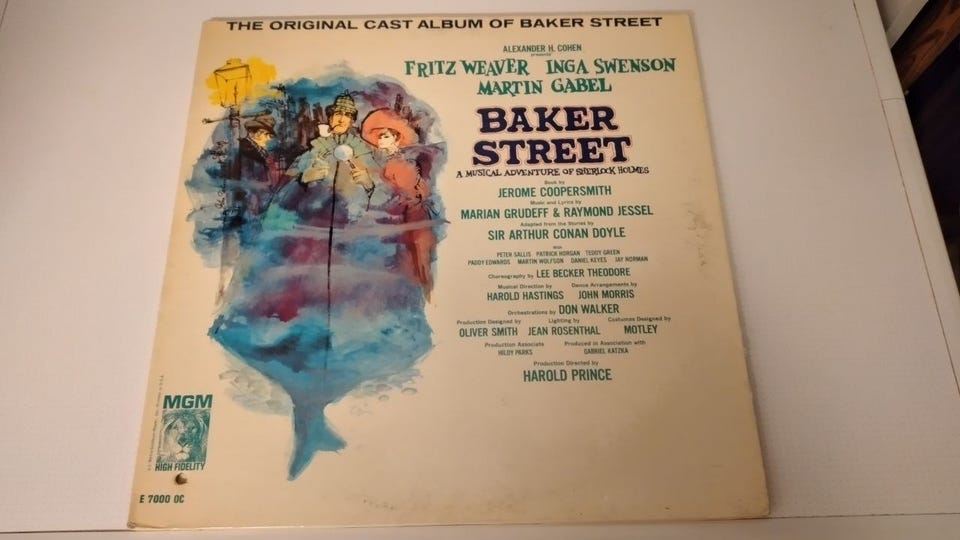 THE ORIGINAL CAST ALBUM OF BAKER STREET
ALEXANDER H. COHEN
presents
FRITZ WEAVER INGA SWENSON
MARTIN GABEL
BAKER
STREET
A MUSICAL ADVENTURE OF SHERLOCK HOLMES
Book by
JEROME COOPERSMITH
Music and Lyrics by
MARIAN GRUDEFF & RAYMOND JESSEL
Adapted from the Stories by
SIR ARTHUR CONAN DOYLE
with
PETER SALLIS PATRICK HORGAN TEDDY GREEN
PADDY EDWARDS MARTIN WOLFSON DANIEL KEYES JAY NORMAN
Choreography by LEE BECKER THEODORE
Musical Direction by Dance Arrangements by
HAROLD HASTINGS JOHN MORRIS
Orchestrations by DON WALKER
Production Designed by Lighting by Costumes Designed by
OLIVER SMITH JEAN ROSENTHAL MOTLEY
Production Associate Produced in Association with
HILDY PARKS GABRIEL KATZKA
Production Directed by
HAROLD PRINCE
MGM
HIGH FIDELITY
E 7000 OC